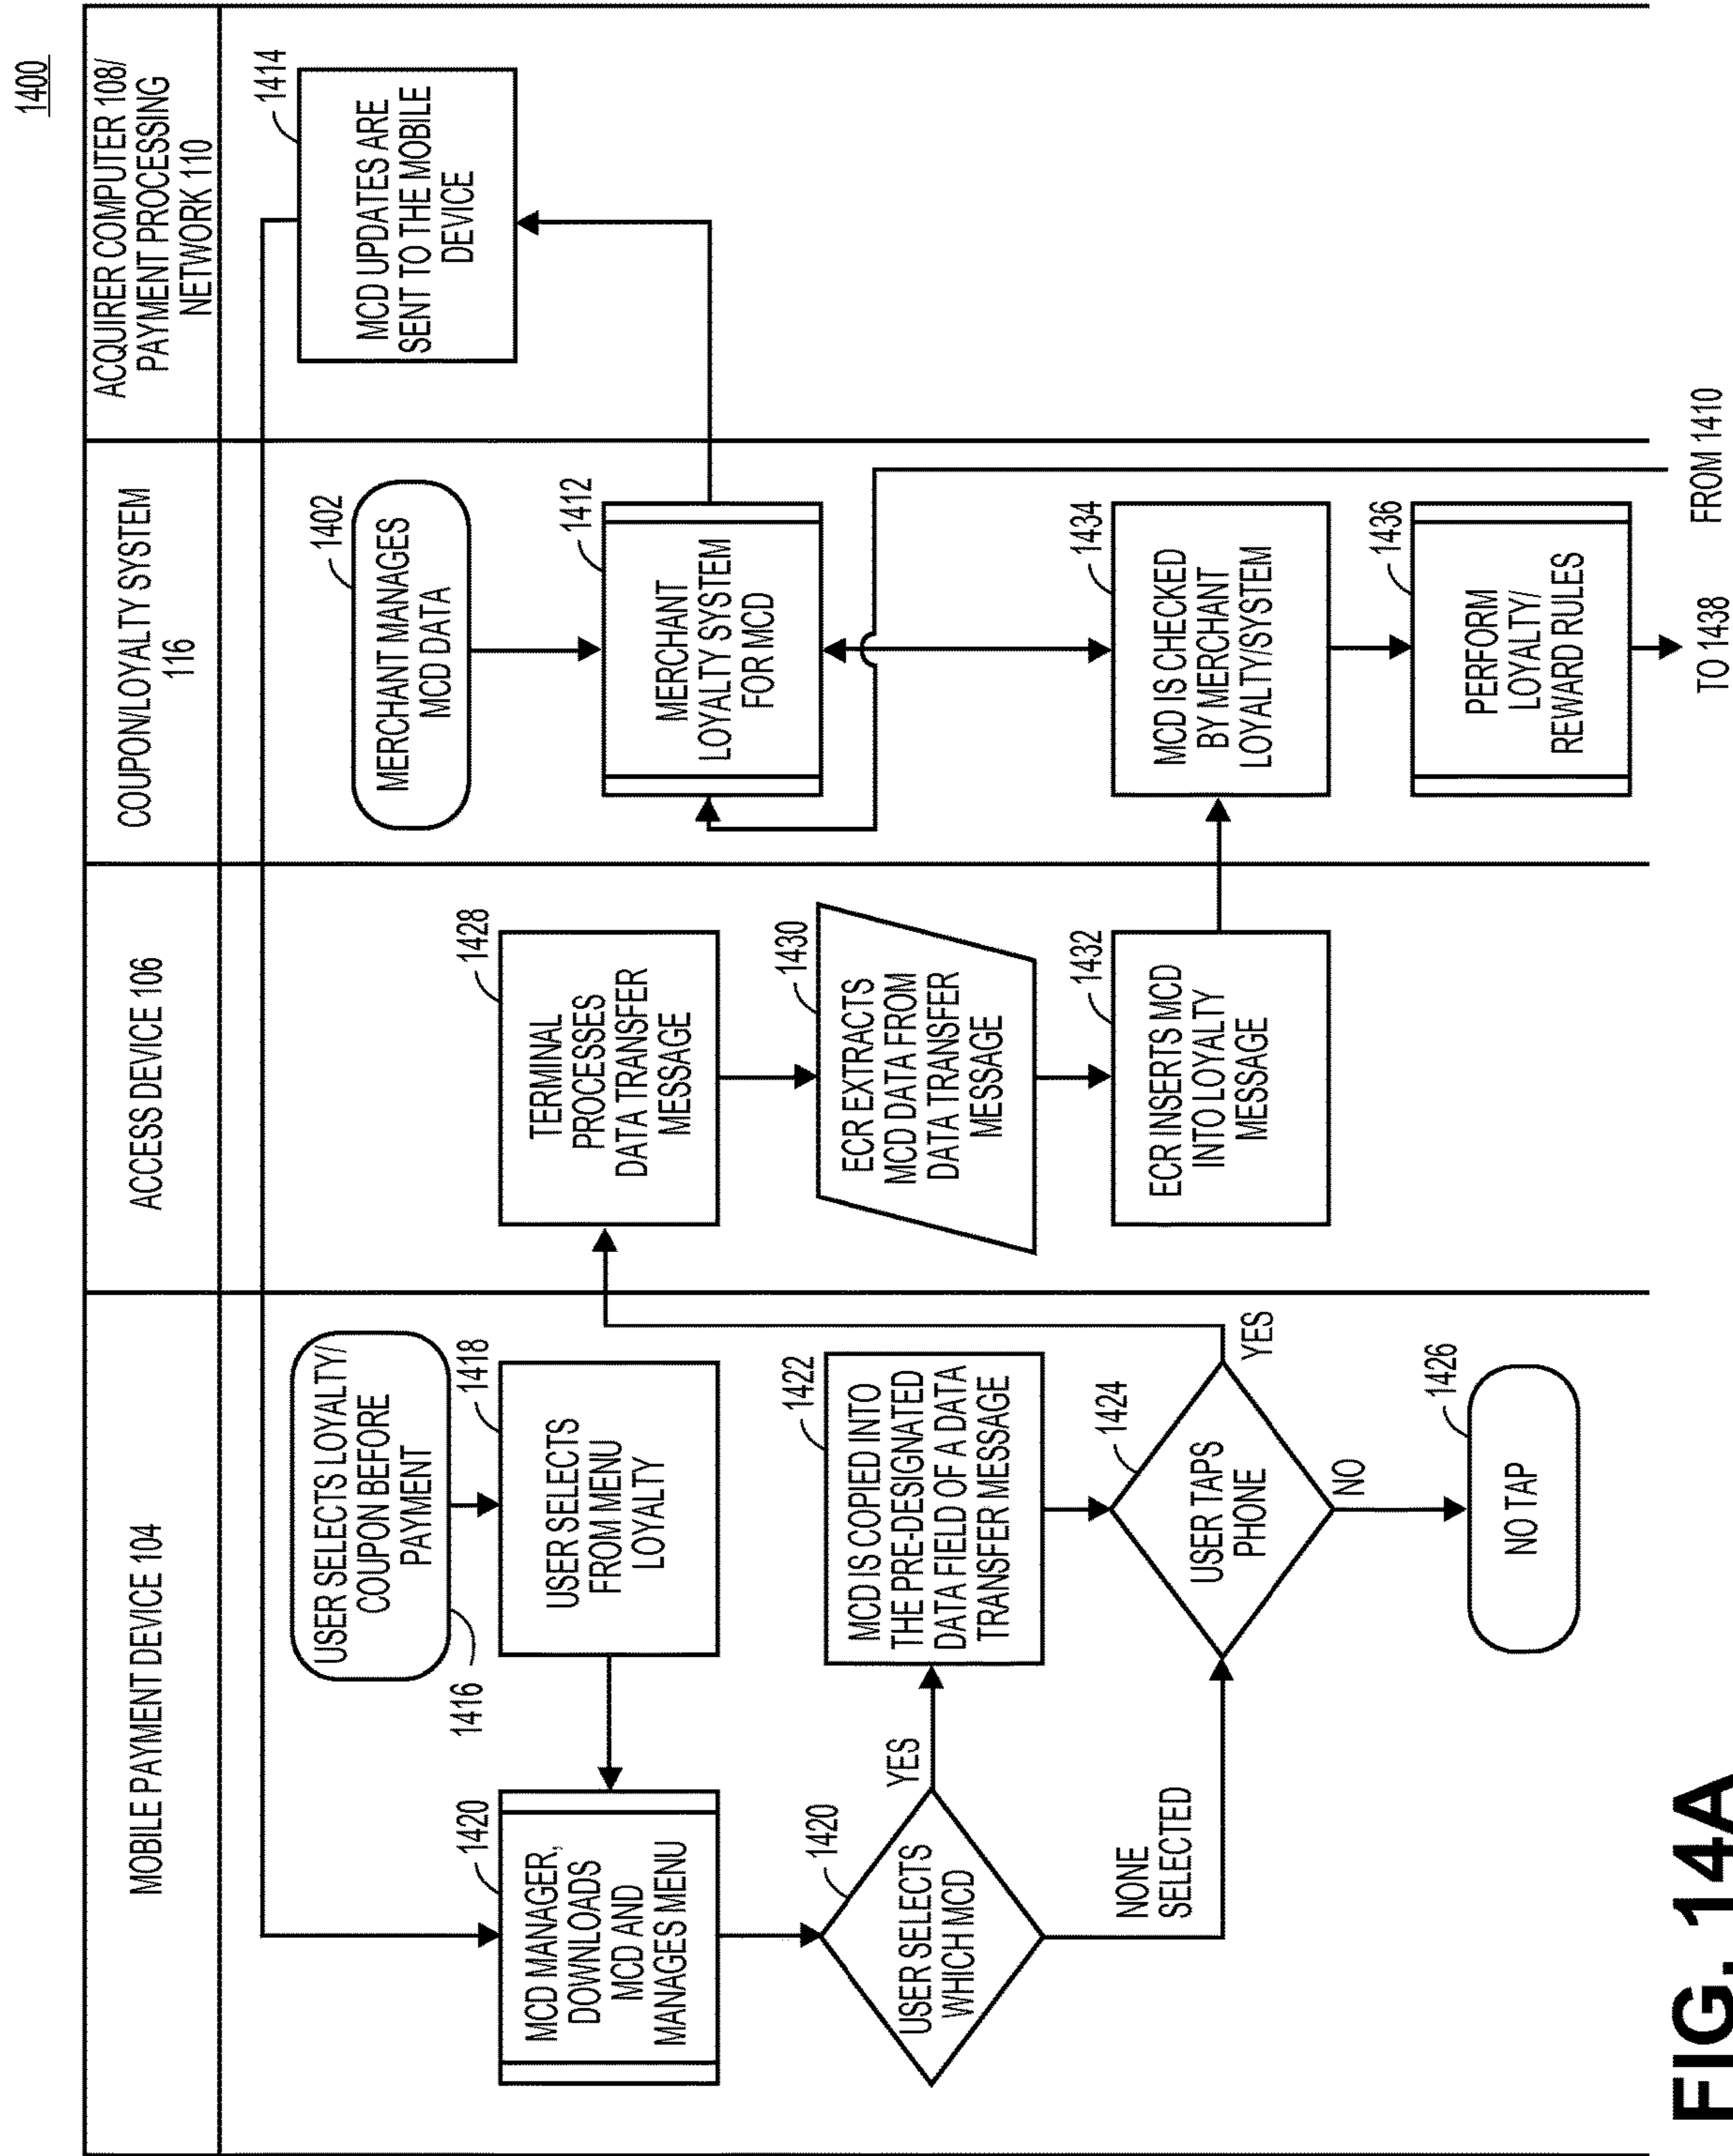 1400
MOBILE PAYMENT DEVICE 104
ACCESS DEVICE 106
COUPON/LOYALTY SYSTEM
116
ACQUIRER COMPUTER 108/
PAYMENT PROCESSING
NETWORK 110
USER SELECTS LOYALTY/
COUPON BEFORE
PAYMENT
1416
1418
USER SELECTS
FROM MENU
LOYALTY
1420
MCD MANAGER,
DOWNLOADS
MCD AND
MANAGES MENU
1420
USER SELECTS
WHICH MCD
YES
NONE
SELECTED
1422
MCD IS COPIED INTO
THE PRE-DESIGNATED
DATA FIELD OF A DATA
TRANSFER MESSAGE
1424
USER TAPS
PHONE
YES
NO
1426
NO TAP
1428
TERMINAL
PROCESSES
DATA TRANSFER
MESSAGE
1430
ECR EXTRACTS
MCD DATA FROM
DATA TRANSFER
MESSAGE
1432
ECR INSERTS MCD
INTO LOYALTY
MESSAGE
1402
MERCHANT MANAGES
MCD DATA
1412
MERCHANT
LOYALTY SYSTEM
FOR MCD
1434
MCD IS CHECKED
BY MERCHANT
LOYALTY/SYSTEM
1436
PERFORM
LOYALTY/
REWARD RULES
TO 1438
FROM 1410
1414
MCD UPDATES ARE
SENT TO THE MOBILE
DEVICE
FIG. 14A